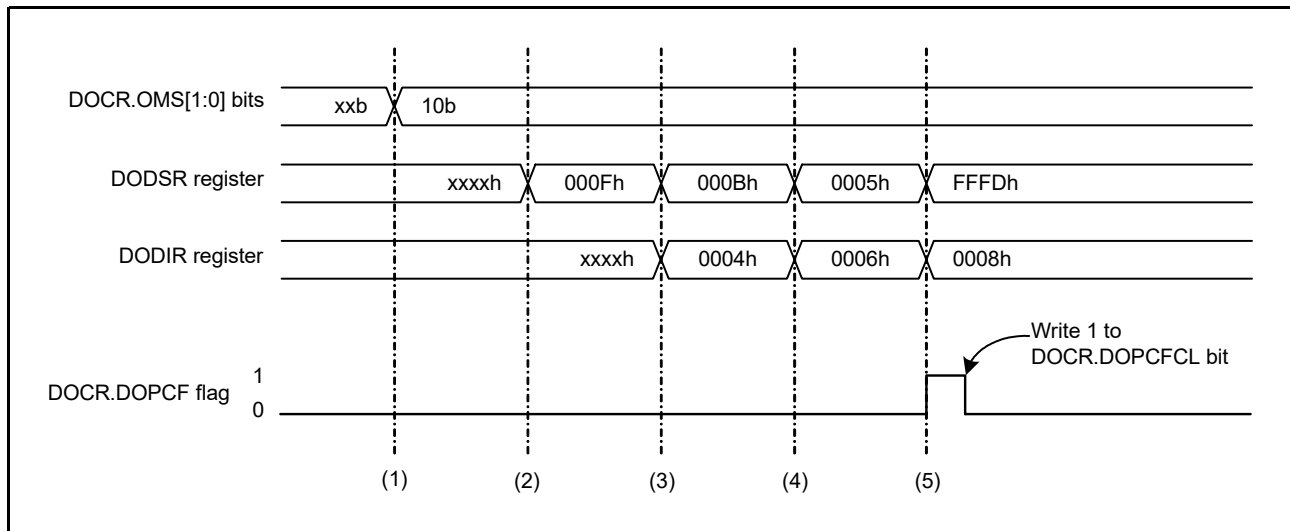 DOCR.OMS[1:0] bits
xxb
10b
DODSR register
xxxxh
000Fh
000Bh
0005h
FFFDh
DODIR register
xxxxh
0004h
0006h
0008h
Write 1 to
DOCR.DOPCFCL bit
DOCR.DOPCF flag
1
0
(1)
(2)
(3)
(4)
(5)